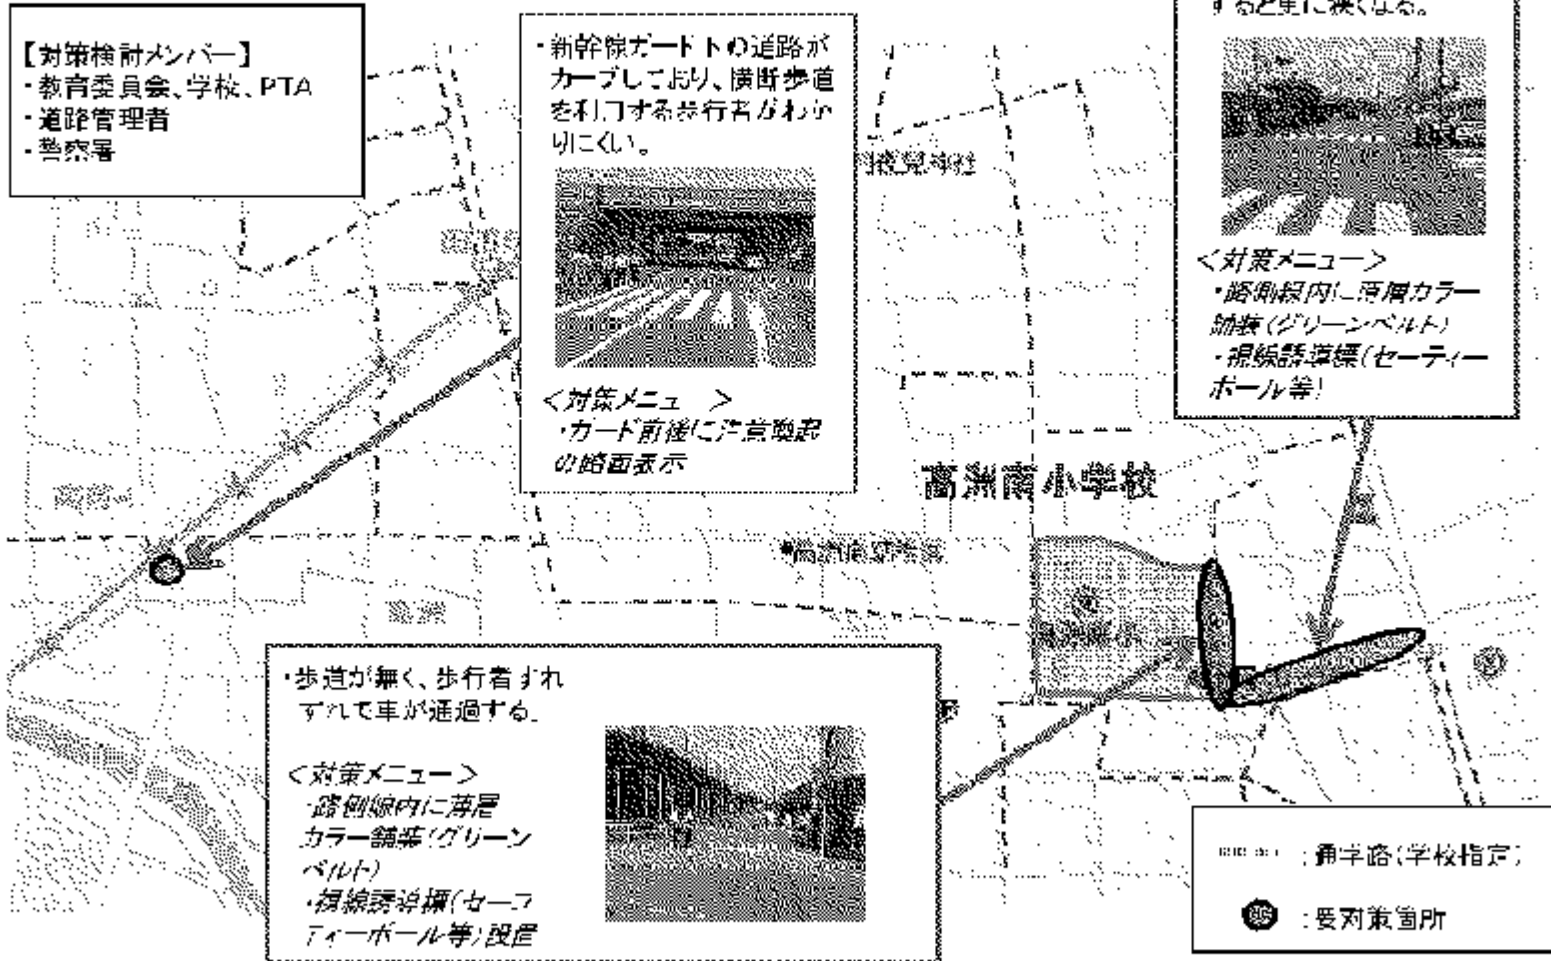 【対策検討メンバー】
・教育委員会、学校、PTA
・道路管理者
・警察署
・新幹線ガード下の道路が
カーブしており、横断歩道
を利用する歩行者がわか
りにくい。
<対策メニュー>
・ガード前後に注意喚起
の路面表示
すると更に狭くなる。
<対策メニュー>
・路側線内に薄層カラー
舗装(グリーンベルト)
・視線誘導標(セーフティー
ポール等)
高洲南小学校
・歩道が無く、歩行者すれ
すれで車が通過する。
<対策メニュー>
・路側線内に薄層
カラー舗装(グリーン
ベルト)
・視線誘導標(セーフ
ティーポール等)設置
:通学路(学校指定)
:要対策箇所